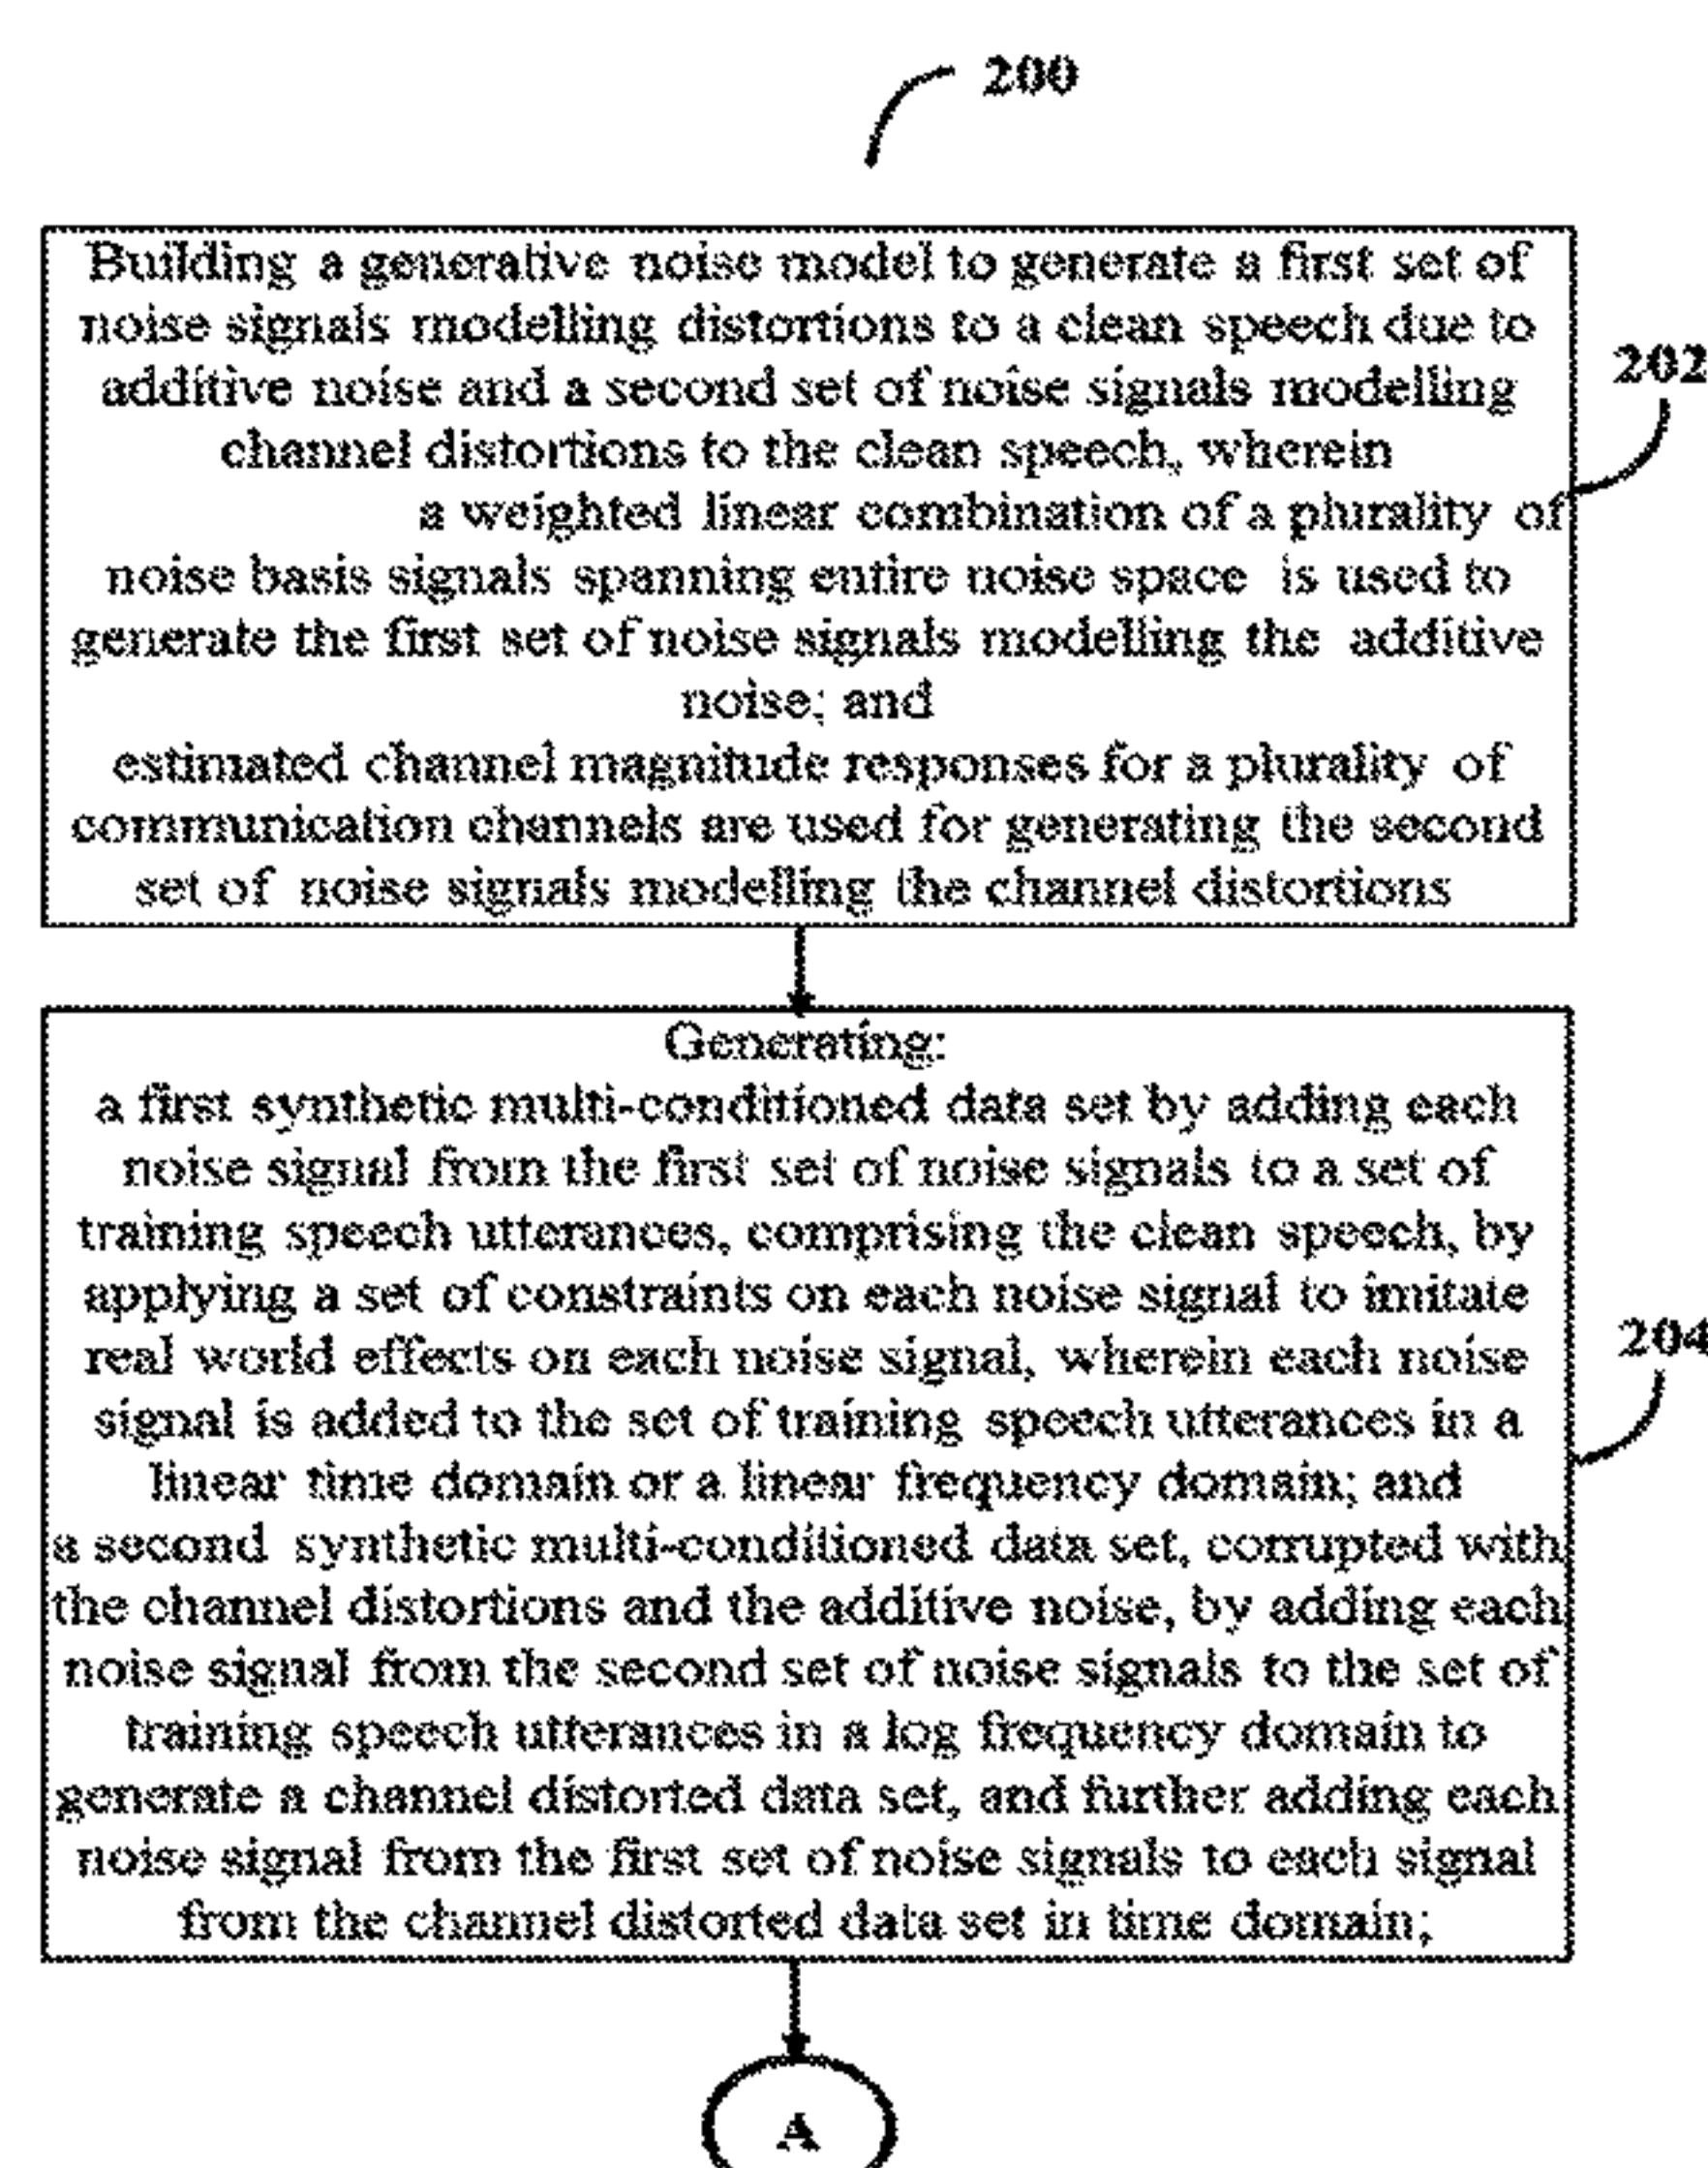 200
Building a generative noise model to generate a first set of
noise signals modelling distortions to a clean speech due to
additive noise and a second set of noise signals modelling
channel distortions to the clean speech, wherein
a weighted linear combination of a plurality of
noise basis signals spanning entire noise space is used to
generate the first set of noise signals modelling the additive
noise; and
estimated channel magnitude responses for a plurality of
communication channels are used for generating the second
set of noise signals modelling the channel distortions
202
Generating:
a first synthetic multi-conditioned data set by adding each
noise signal from the first set of noise signals to a set of
training speech utterances, comprising the clean speech, by
applying a set of constraints on each noise signal to imitate
real world effects on each noise signal, wherein each noise
signal is added to the set of training speech utterances in a
linear time domain or a linear frequency domain; and
a second synthetic multi-conditioned data set, corrupted with
the channel distortions and the additive noise, by adding each
noise signal from the second set of noise signals to the set of
training speech utterances in a log frequency domain to
generate a channel distorted data set, and further adding each
noise signal from the first set of noise signals to each signal
from the channel distorted data set in time domain;
204
A